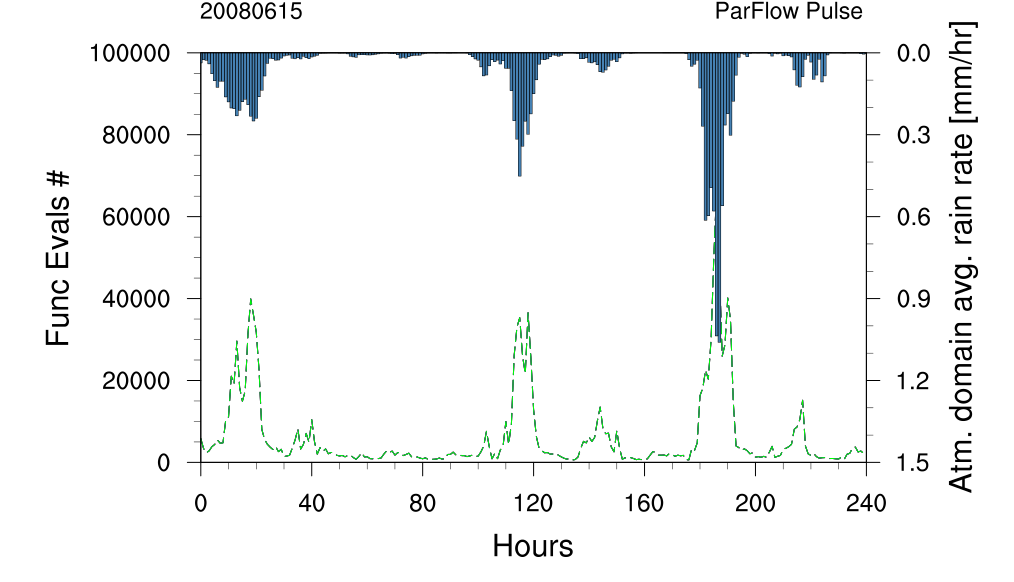 20080615 ParFlow Pulse
100000 0.0
80000 0.3
60000 0.6
40000 0.9
20000 1.2
0 1.5
Func Evals #
Atm. domain avg. rain rate [mm/hr]
0 40 80 120 160 200 240
Hours